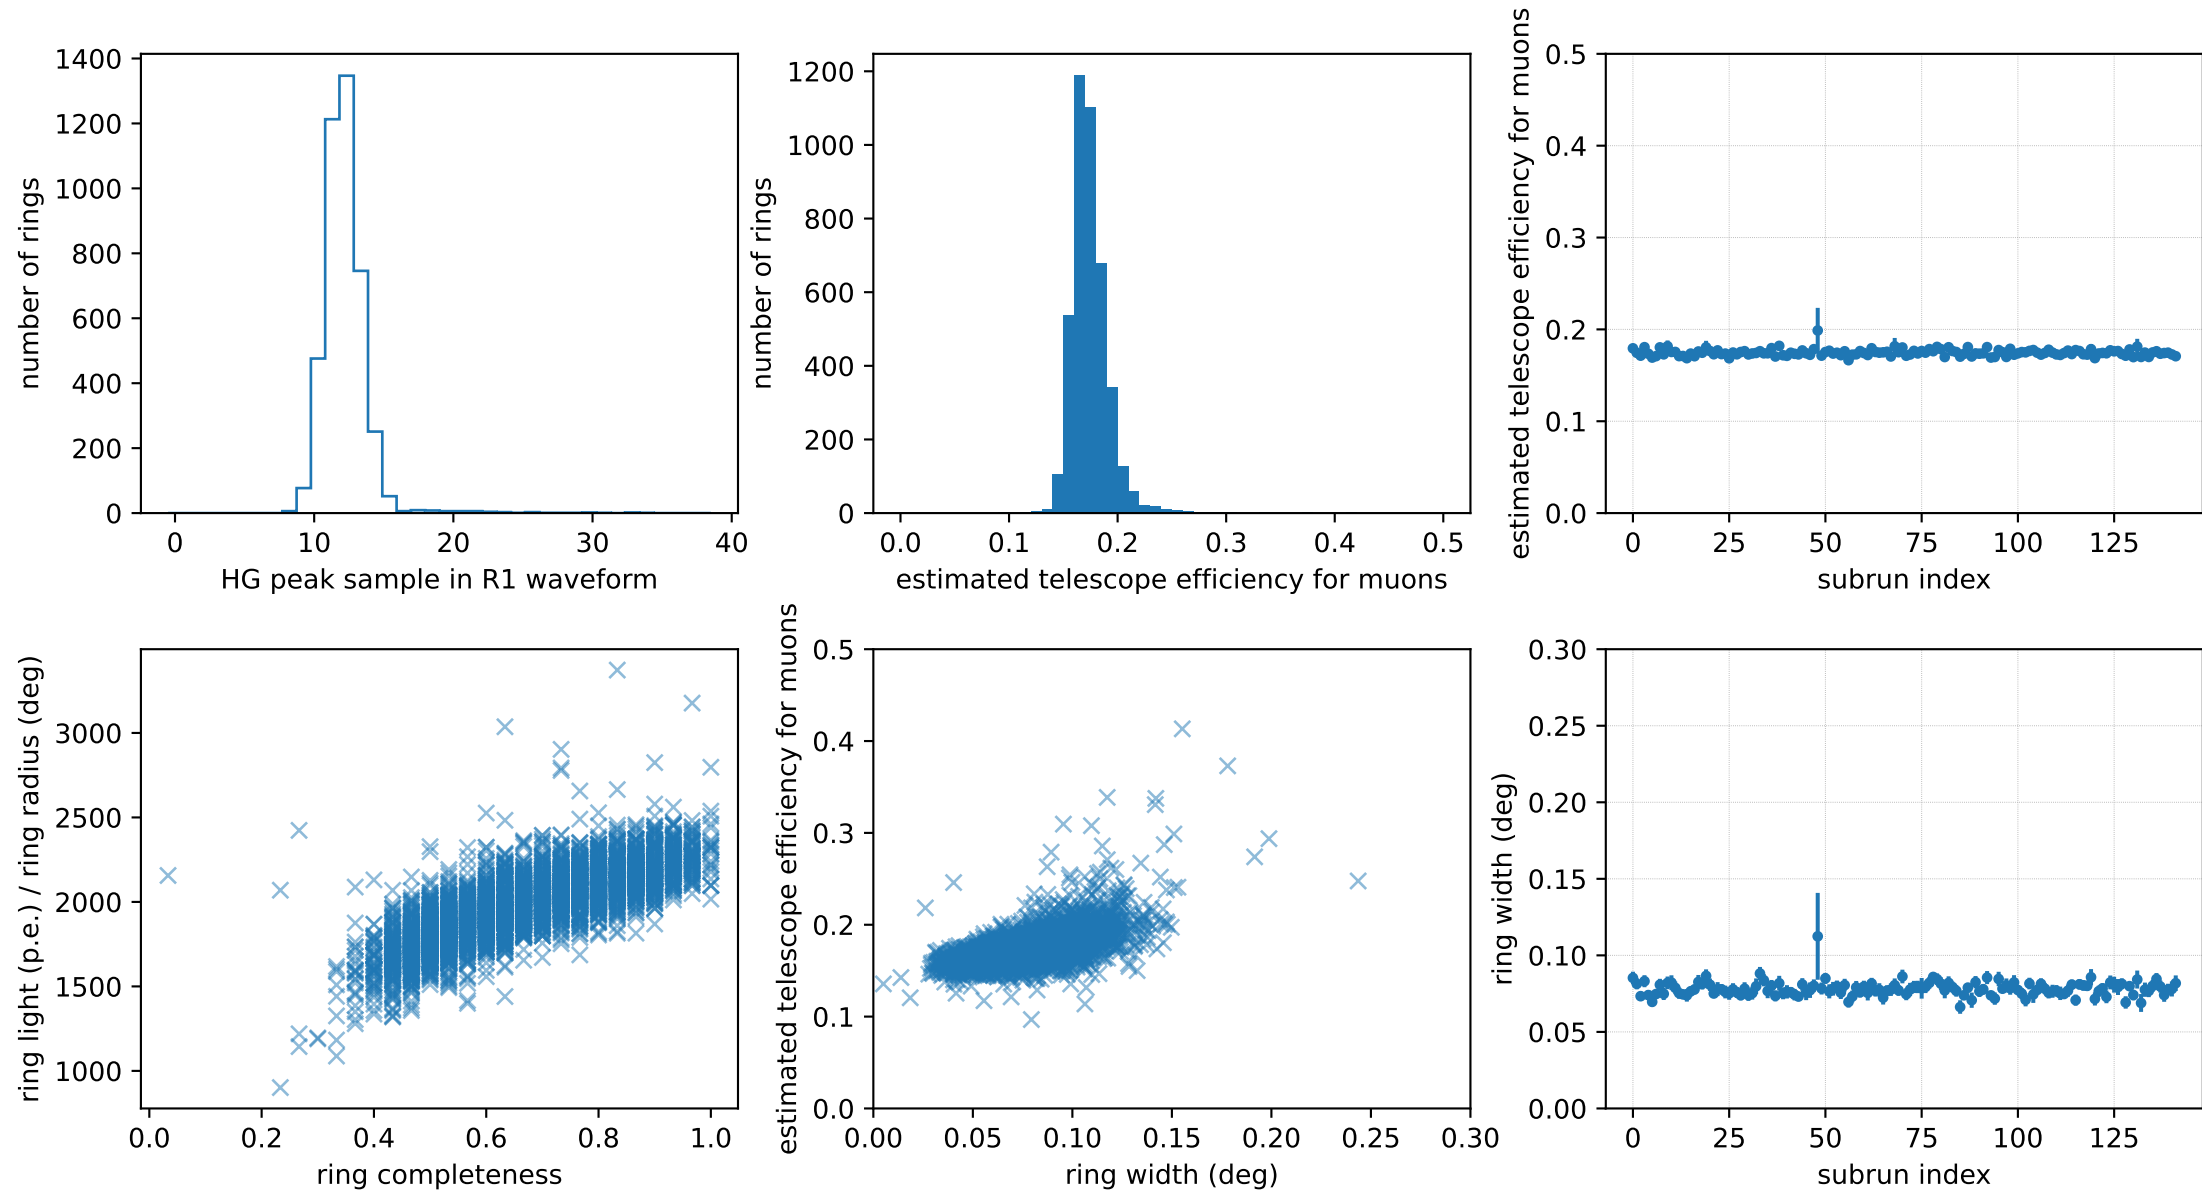 number of rings
1400
1200
1000
800
600
400
200
0
0 10 20 30 40
HG peak sample in R1 waveform
number of rings
1200
1000
800
600
400
200
0
0.0 0.1 0.2 0.3 0.4 0.5
estimated telescope efficiency for muons
estimated telescope efficiency for muons
0.5
0.4
0.3
0.2
0.1
0.0
0 25 50 75 100 125
subrun index
ring light (p.e.) / ring radius (deg)
3000
2500
2000
1500
1000
0.0 0.2 0.4 0.6 0.8 1.0
ring completeness
estimated telescope efficiency for muons
0.5
0.4
0.3
0.2
0.1
0.0
0.00 0.05 0.10 0.15 0.20 0.25 0.30
ring width (deg)
ring width (deg)
0.30
0.25
0.20
0.15
0.10
0.05
0.00
0 25 50 75 100 125
subrun index